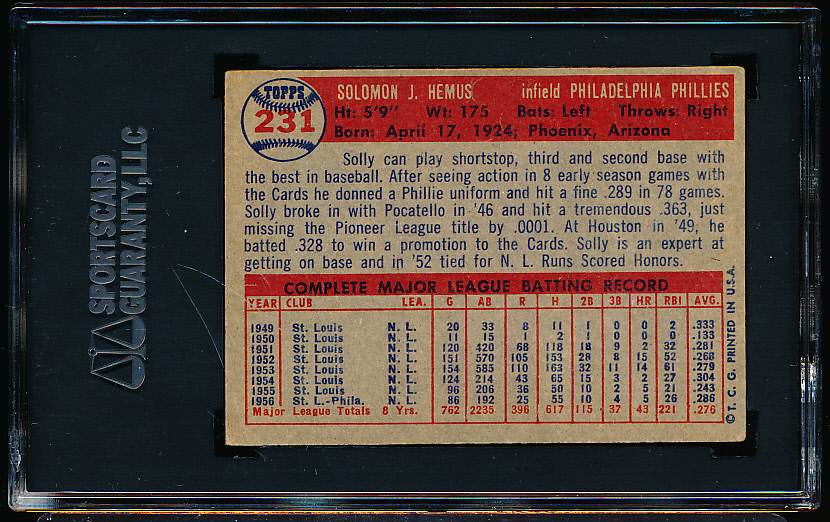 SPORTSCARD
GUARANTY, LLC
TOPPS
231
SOLOMON J. HEMUS infield PHILADELPHIA PHILLIES
Ht: 5'9" Wt: 175 Bats: Left Throws: Right
Born: April 17, 1924; Phoenix, Arizona
Solly can play shortstop, third and second base with
the best in baseball. After seeing action in 8 early season games with
the Cards he donned a Phillie uniform and hit a fine .289 in 78 games.
Solly broke in with Pocatello in '46 and hit a tremendous .363, just
missing the Pioneer League title by .0001. At Houston in '49, he
batted .328 to win a promotion to the Cards. Solly is an expert at
getting on base and in '52 tied for N. L. Runs Scored Honors.
COMPLETE MAJOR LEAGUE BATTING RECORD
YEAR CLUB LEA. G AB R H 2B 3B HR RBI AVG.
1949 St. Louis N. L. 20 33 8 11 1 0 0 2 .333
1950 St. Louis N. L. 11 15 1 2 1 0 0 0 .133
1951 St. Louis N. L. 120 420 68 118 18 9 2 32 .281
1952 St. Louis N. L. 151 570 105 153 28 8 15 52 .268
1953 St. Louis N. L. 154 585 110 163 32 11 14 61 .279
1954 St. Louis N. L. 124 214 43 65 15 3 2 27 .304
1955 St. Louis N. L. 96 206 36 50 10 2 5 21 .243
1956 St. L.-Phila. N. L. 86 192 25 55 10 4 5 26 .286
Major League Totals 8 Yrs. 762 2235 396 617 115 37 43 221 .276
© T. C. G. PRINTED IN U.S.A.